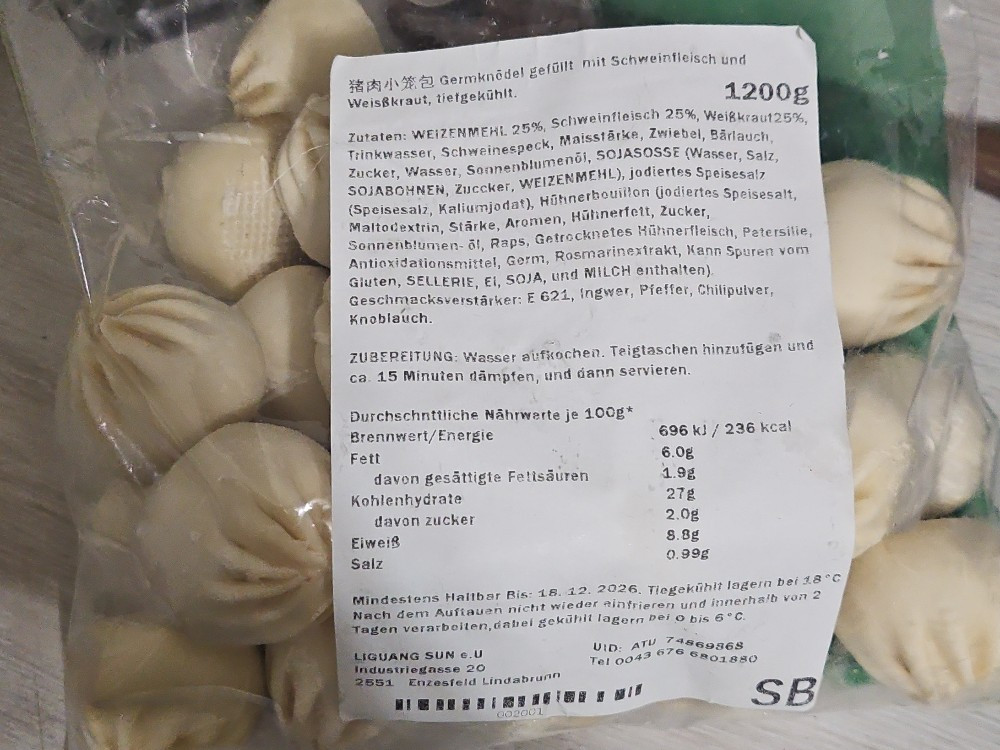 猪肉小笼包 Germknödel gefüllt mit Schweinfleisch und
Weisßkraut, tiefgekühlt.
1200g
Zutaten: WEIZENMEHL 25%, Schweinfleisch 25%, Weißkraut25%,
Trinkwasser, Schweinespeck, Maisstärke, Zwiebel, Bärlauch,
Zucker, Wasser, Sonnenblumenöl, SOJASOSSE (Wasser, Salz,
SOJABOHNEN, Zuccker, WEIZENMEHL), jodiertes Speisesalz
(Speisesalz, Kaliumjodat), Hühnerbouillon (jodiertes Speisesalt,
Maltodextrin, Stärke, Aromen, Hühnerfett, Zucker,
Sonnenblumen- öl, Raps, Getrocknetes Hühnerfleisch, Petersilie,
Antioxidationsmittel, Germ, Rosmarinextrakt, Kann Spuren vom
Gluten, SELLERIE, Ei, SOJA, und MILCH enthalten).
Geschmacksverstärker: E 621, Ingwer, Pfeffer, Chilipulver,
Knoblauch.
ZUBEREITUNG: Wasser aufkochen. Teigtaschen hinzufügen und
ca. 15 Minuten dämpfen, und dann servieren.
Durchschnttliche Nährwerte je 100g*
Brennwert/Energie 696 kJ / 236 kcal
Fett 6.0g
davon gesättigte Fettsäuren 1.9g
Kohlenhydrate 27g
davon zucker 2.0g
Eiweiß 8.8g
Salz 0.99g
Mindestens Haltbar Bis: 18. 12. 2026. Tiegekühlt lagern bei 18°C
Nach dem Auftauen nicht wieder einfrieren und innerhalb von 2
Tagen verarbeiten,dabei gekühlt lagern bei 0 bis 6°C.
LIGUANG SUN e.U
Industriegasse 20
2551 Enzesfeld Lindabrunn
UID: ATU 74869868
Tel 0043 676 6801880
002001
SB